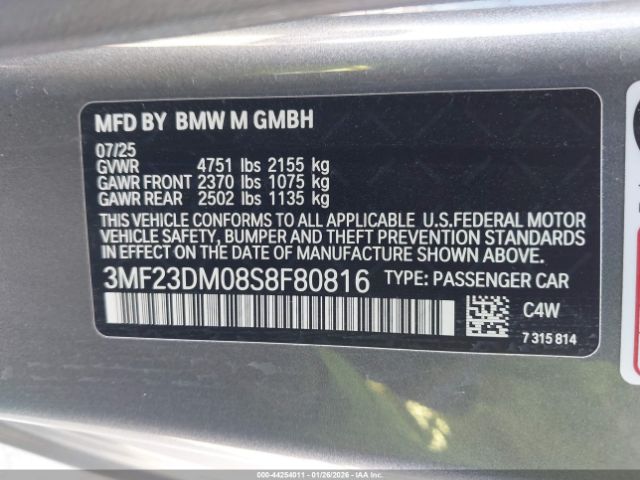 MFD BY BMW M GMBH
07/25
GVWR 4751 lbs 2155 kg
GAWR FRONT 2370 lbs 1075 kg
GAWR REAR 2502 lbs 1135 kg
THIS VEHICLE CONFORMS TO ALL APPLICABLE U.S.FEDERAL MOTOR
VEHICLE SAFETY, BUMPER AND THEFT PREVENTION STANDARDS
IN EFFECT ON THE DATE OF MANUFACTURE SHOWN ABOVE.
3MF23DM08S8F80816 TYPE: PASSENGER CAR
C4W
7 315 814
000-44254011 - 01/26/2026 - IAAI.COM